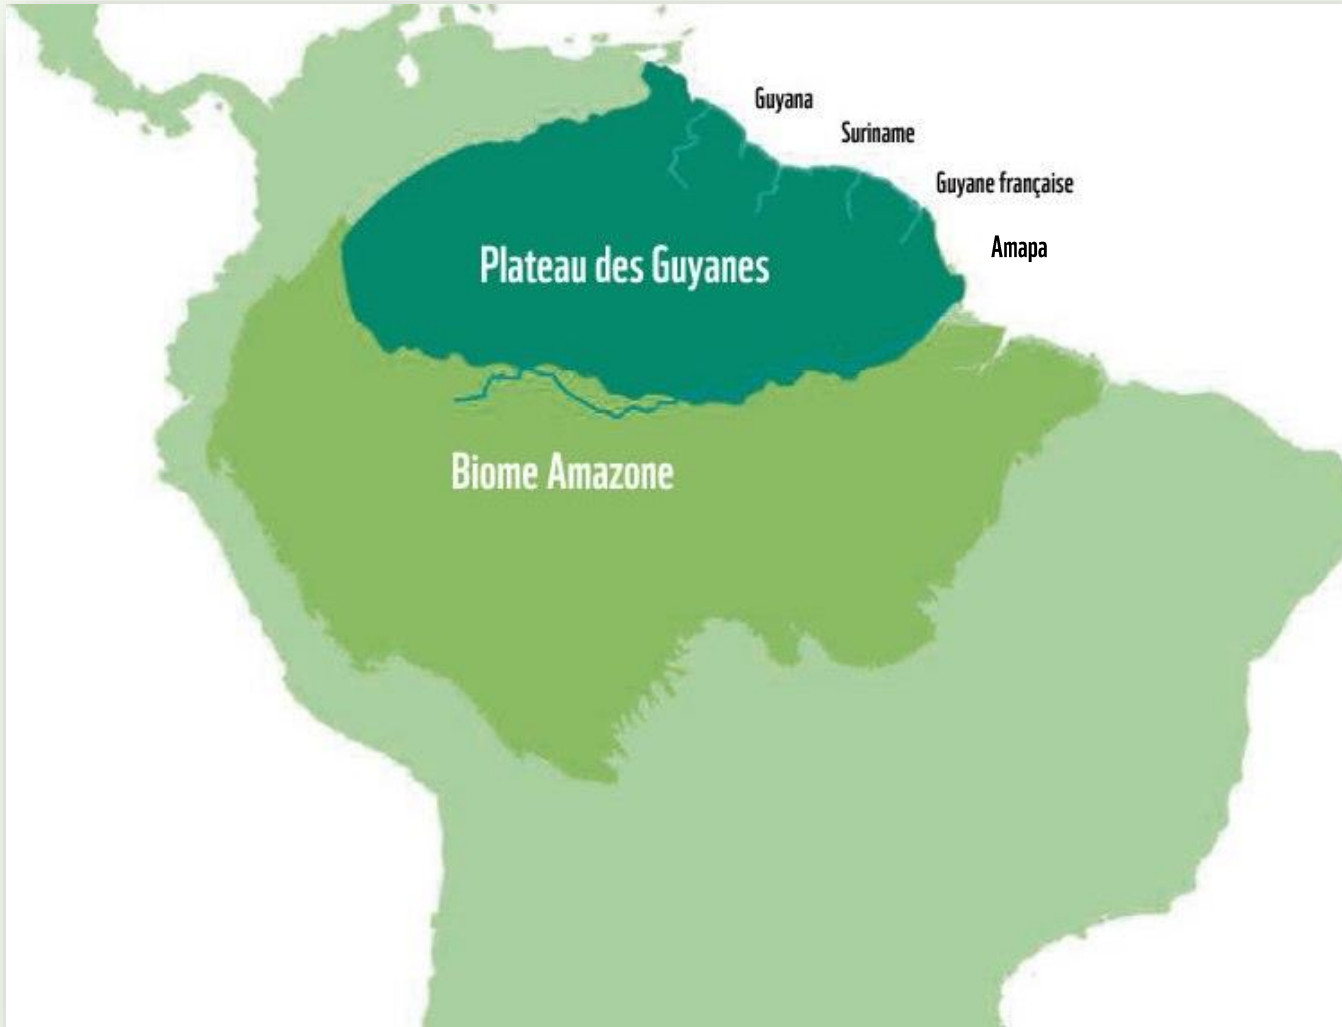 Guyana
Suriname
Guyane française
Amapa
Plateau des Guyanes
Biome Amazone